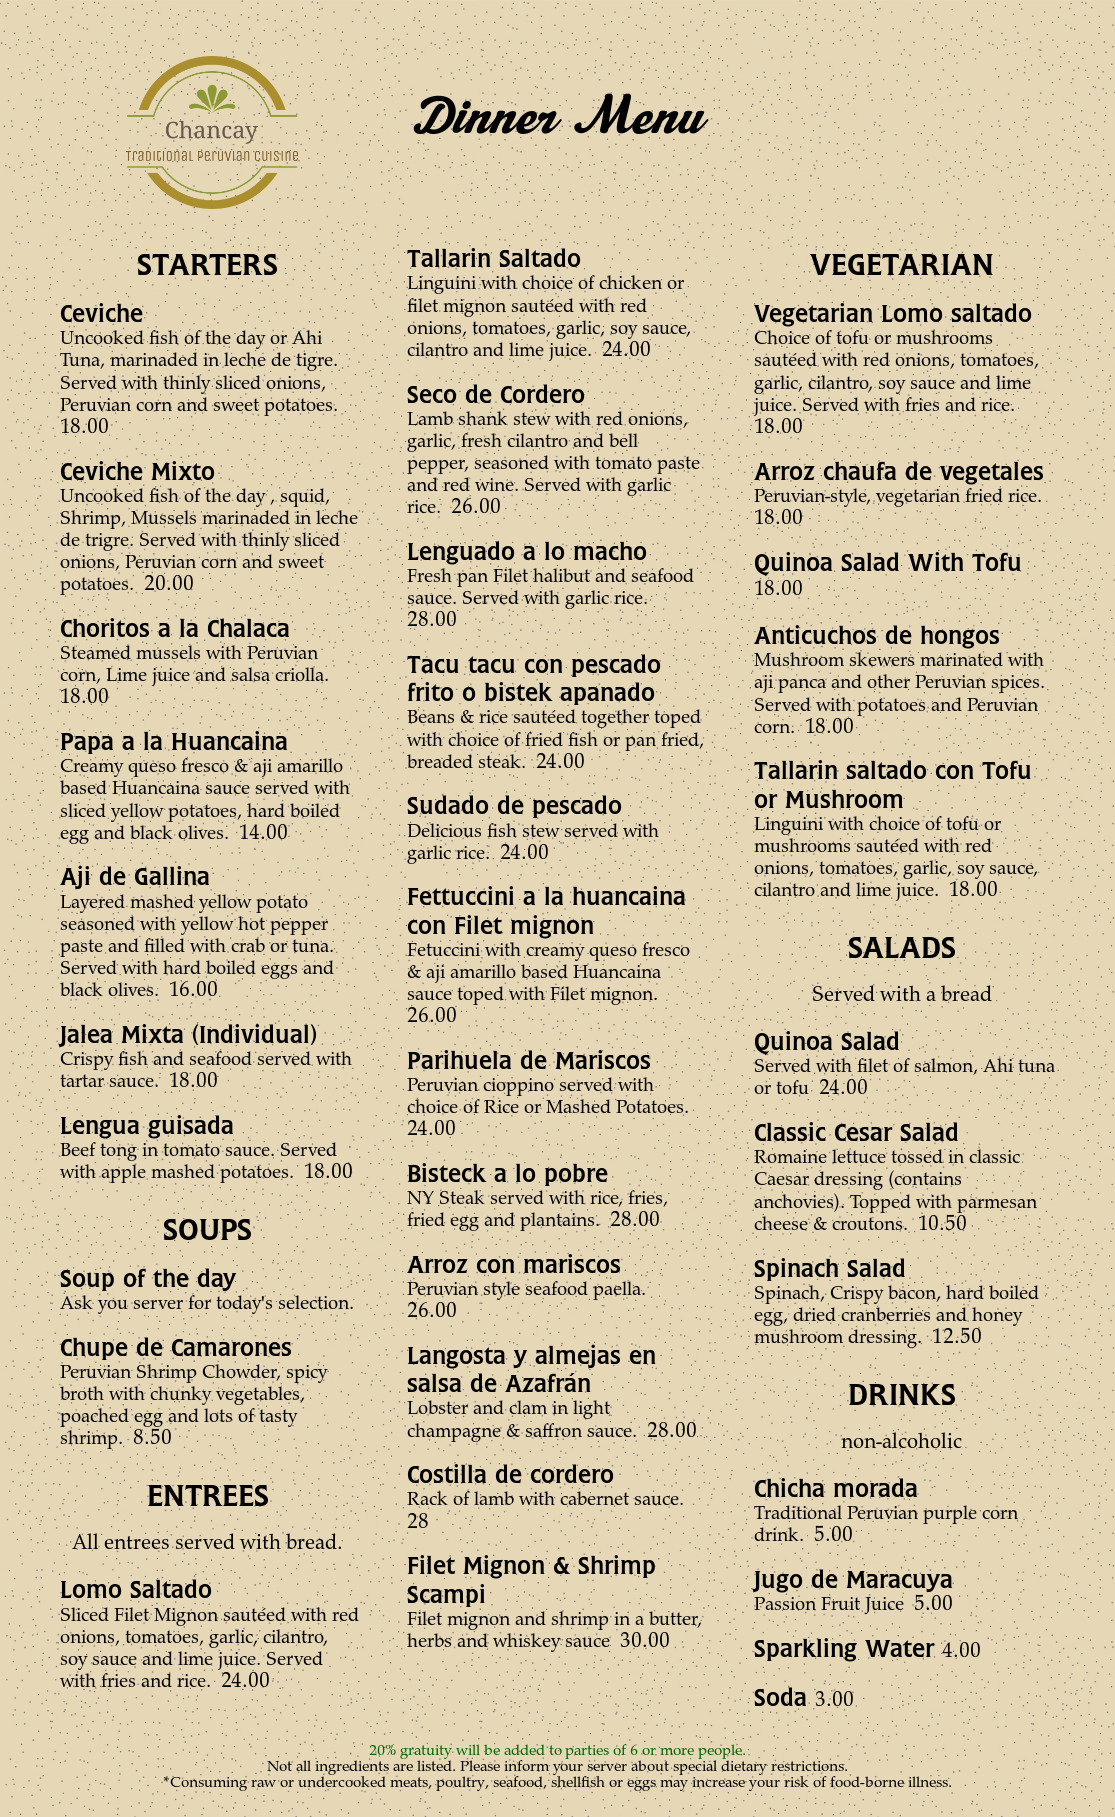 Chancay
Traditional Peruvian Cuisine
Dinner Menu
STARTERS
Ceviche
Uncooked fish of the day or Ahi
Tuna, marinaded in leche de tigre.
Served with thinly sliced onions,
Peruvian corn and sweet potatoes.
18.00
Ceviche Mixto
Uncooked fish of the day , squid,
Shrimp, Mussels marinaded in leche
de trigre. Served with thinly sliced
onions, Peruvian corn and sweet
potatoes. 20.00
Choritos a la Chalaca
Steamed mussels with Peruvian
corn, Lime juice and salsa criolla.
18.00
Papa a la Huancaina
Creamy queso fresco & aji amarillo
based Huancaina sauce served with
sliced yellow potatoes, hard boiled
egg and black olives. 14.00
Aji de Gallina
Layered mashed yellow potato
seasoned with yellow hot pepper
paste and filled with crab or tuna.
Served with hard boiled eggs and
black olives. 16.00
Jalea Mixta (Individual)
Crispy fish and seafood served with
tartar sauce. 18.00
Lengua guisada
Beef tong in tomato sauce. Served
with apple mashed potatoes. 18.00
SOUPS
Soup of the day
Ask you server for today's selection.
Chupe de Camarones
Peruvian Shrimp Chowder, spicy
broth with chunky vegetables,
poached egg and lots of tasty
shrimp. 8.50
ENTREES
All entrees served with bread.
Lomo Saltado
Sliced Filet Mignon sautéed with red
onions, tomatoes, garlic, cilantro,
soy sauce and lime juice. Served
with fries and rice. 24.00
Tallarin Saltado
Linguini with choice of chicken or
filet mignon sautéed with red
onions, tomatoes, garlic, soy sauce,
cilantro and lime juice. 24.00
Seco de Cordero
Lamb shank stew with red onions,
garlic, fresh cilantro and bell
pepper, seasoned with tomato paste
and red wine. Served with garlic
rice. 26.00
Lenguado a lo macho
Fresh pan Filet halibut and seafood
sauce. Served with garlic rice.
28.00
Tacu tacu con pescado
frito o bistek apanado
Beans & rice sautéed together toped
with choice of fried fish or pan fried,
breaded steak. 24.00
Sudado de pescado
Delicious fish stew served with
garlic rice. 24.00
Fettuccini a la huancaina
con Filet mignon
Fetuccini with creamy queso fresco
& aji amarillo based Huancaina
sauce toped with Filet mignon.
26.00
Parihuela de Mariscos
Peruvian cioppino served with
choice of Rice or Mashed Potatoes.
24.00
Bisteck a lo pobre
NY Steak served with rice, fries,
fried egg and plantains. 28.00
Arroz con mariscos
Peruvian style seafood paella.
26.00
Langosta y almejas en
salsa de Azafrán
Lobster and clam in light
champagne & saffron sauce. 28.00
Costilla de cordero
Rack of lamb with cabernet sauce.
28
Filet Mignon & Shrimp
Scampi
Filet mignon and shrimp in a butter,
herbs and whiskey sauce 30.00
VEGETARIAN
Vegetarian Lomo saltado
Choice of tofu or mushrooms
sautéed with red onions, tomatoes,
garlic, cilantro, soy sauce and lime
juice. Served with fries and rice.
18.00
Arroz chaufa de vegetales
Peruvian-style, vegetarian fried rice.
18.00
Quinoa Salad With Tofu
18.00
Anticuchos de hongos
Mushroom skewers marinated with
aji panca and other Peruvian spices.
Served with potatoes and Peruvian
corn. 18.00
Tallarin saltado con Tofu
or Mushroom
Linguini with choice of tofu or
mushrooms sautéed with red
onions, tomatoes, garlic, soy sauce,
cilantro and lime juice. 18.00
SALADS
Served with a bread
Quinoa Salad
Served with filet of salmon, Ahi tuna
or tofu 24.00
Classic Cesar Salad
Romaine lettuce tossed in classic
Caesar dressing (contains
anchovies). Topped with parmesan
cheese & croutons. 10.50
Spinach Salad
Spinach, Crispy bacon, hard boiled
egg, dried cranberries and honey
mushroom dressing. 12.50
DRINKS
non-alcoholic
Chicha morada
Traditional Peruvian purple corn
drink. 5.00
Jugo de Maracuya
Passion Fruit Juice 5.00
Sparkling Water 4.00
Soda 3.00
20% gratuity will be added to parties of 6 or more people.
Not all ingredients are listed. Please inform your server about special dietary restrictions.
*Consuming raw or undercooked meats, poultry, seafood, shellfish or eggs may increase your risk of food-borne illness.